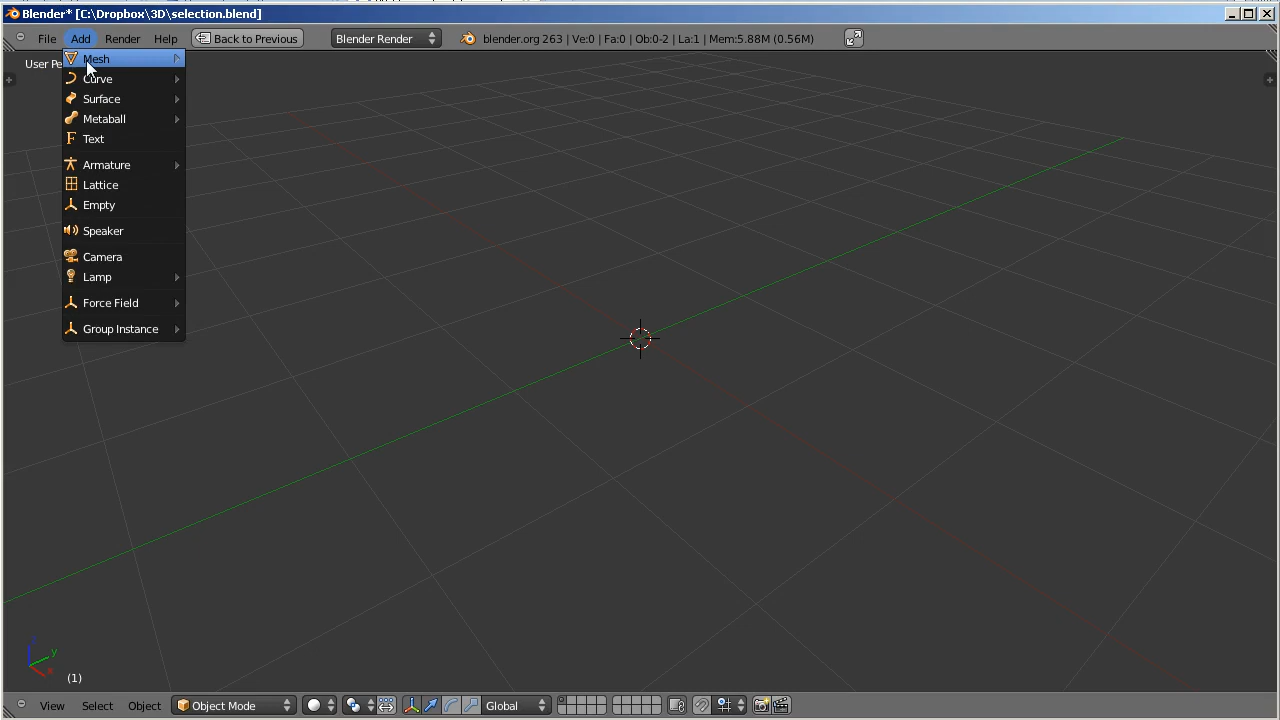 Blender* [C:\Dropbox\3D\selection.blend]
File Add Render Help Back to Previous Blender Render blender.org 263 | Ve:0 | Fa:0 | Ob:0-2 | La:1 | Mem:5.88M (0.56M)
User Pe
Mesh
Curve
Surface
Metaball
Text
Armature
Lattice
Empty
Speaker
Camera
Lamp
Force Field
Group Instance
z
y
x
(1)
View Select Object Object Mode Global